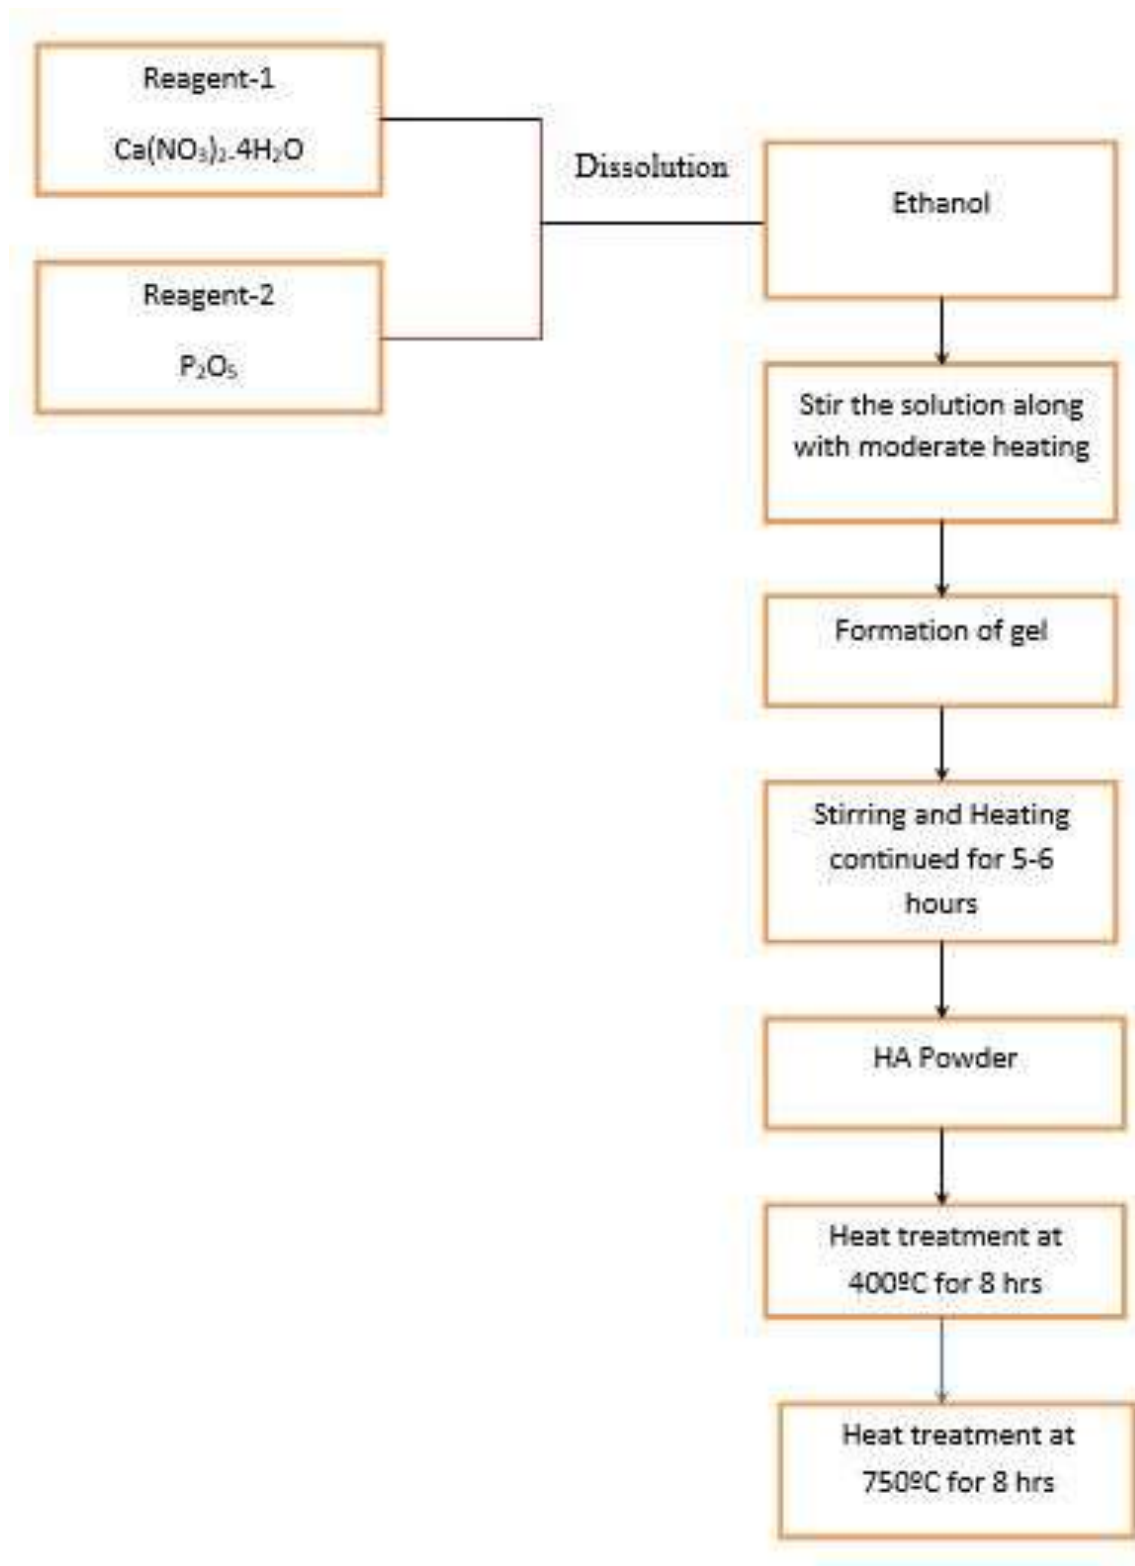 Reagent-1
Ca(NO₃)₂.4H₂O
Reagent-2
P₂O₅
Dissolution
Ethanol
Stir the solution along
with moderate heating
Formation of gel
Stirring and Heating
continued for 5-6
hours
HA Powder
Heat treatment at
400ºC for 8 hrs
Heat treatment at
750ºC for 8 hrs